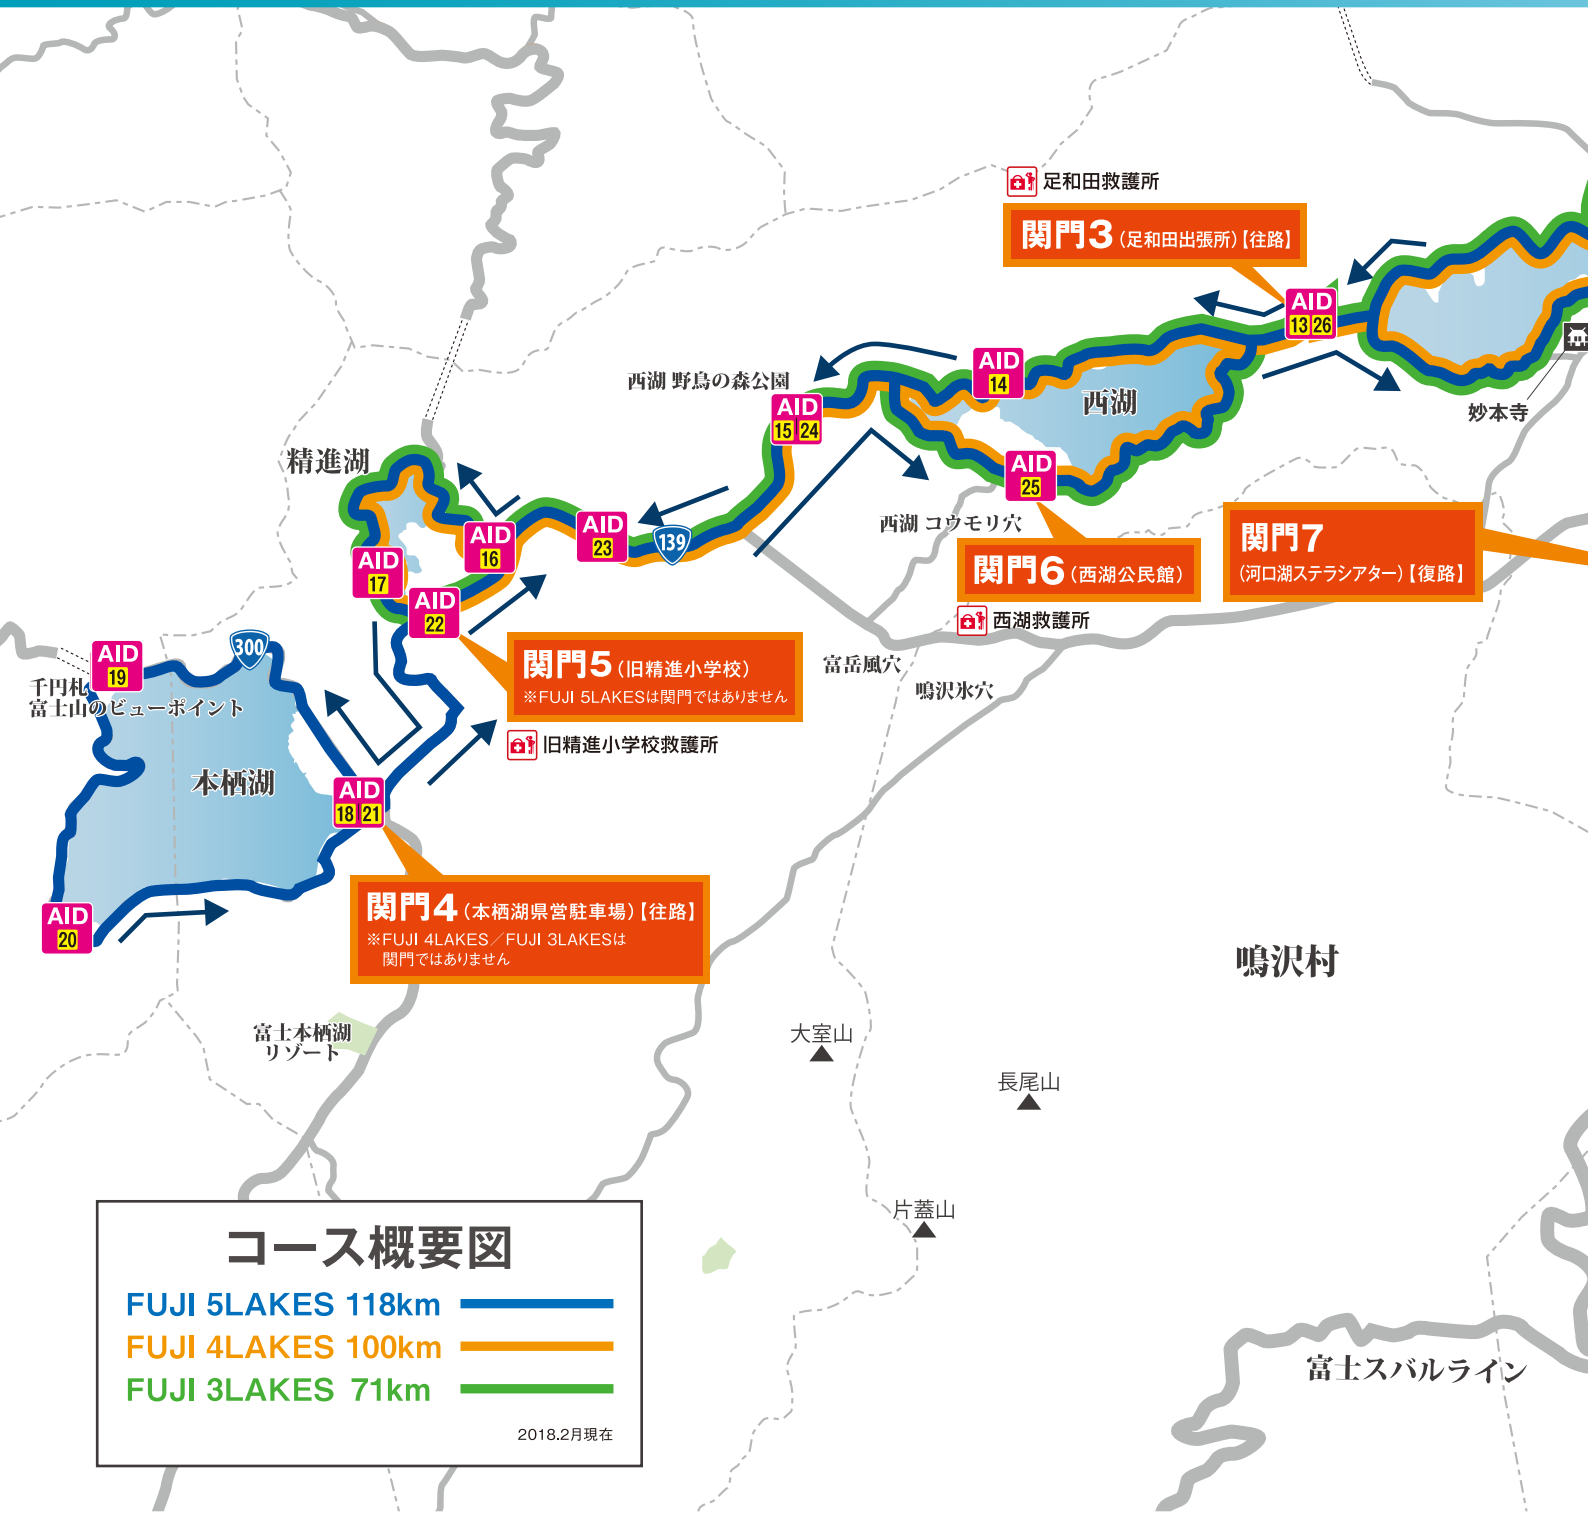 足和田救護所
関門3(足和田出張所)【往路】
AID
13 26
AID
14
西湖 野鳥の森公園
AID
15 24
西湖
妙本寺
精進湖
AID
25
西湖 コウモリ穴
AID
16
AID
23
139
関門7
(河口湖ステラシアター)【復路】
AID
17
関門6(西湖公民館)
AID
22
西湖救護所
300
AID
19
関門5(旧精進小学校)
※FUJI 5LAKESは関門ではありません
富岳風穴
鳴沢氷穴
千円札
富士山のビューポイント
旧精進小学校救護所
本栖湖
AID
18 21
関門4(本栖湖県営駐車場)【往路】
※FUJI 4LAKES／FUJI 3LAKESは
関門ではありません
AID
20
鳴沢村
富士本栖湖
リゾート
大室山
長尾山
片蓋山
コース概要図
FUJI 5LAKES 118km
FUJI 4LAKES 100km
FUJI 3LAKES 71km
2018.2月現在
富士スバルライン